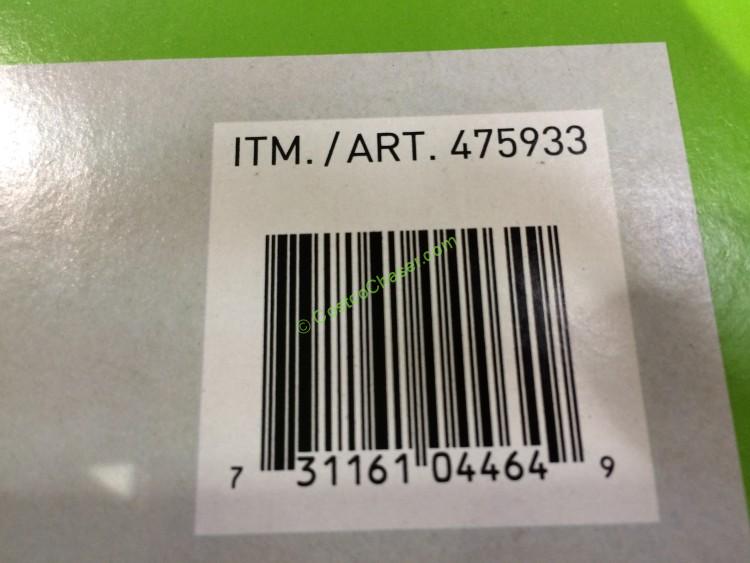 ITM. / ART. 475933
© CostcoChaser.com
7 31161 04464 9